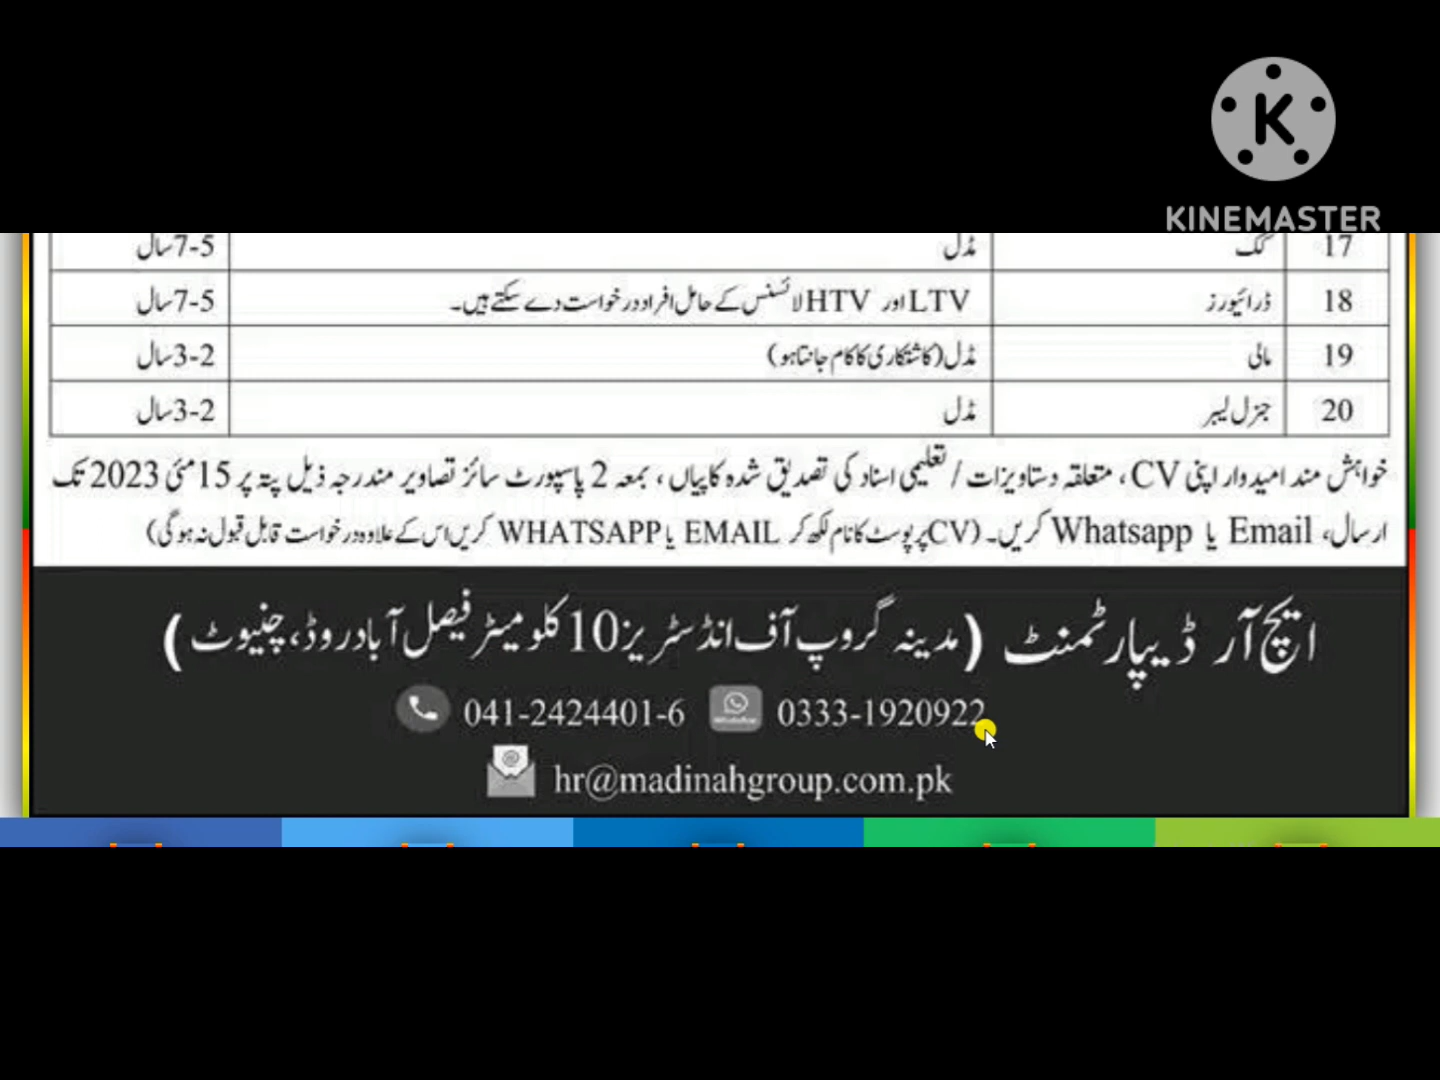 KINEMASTER
17 کک مڈل 5-7سال
18 ڈرائیورز LTV اور HTV لائسنس کے حامل افراد درخواست دے سکتے ہیں۔ 5-7سال
19 مالی مڈل (کاشتکاری کا کام جانتا ہو) 2-3سال
20 جنرل لیبر مڈل 2-3سال
خواہش مند امیدوار اپنی CV ، متعلقہ دستاویزات / تعلیمی اسناد کی تصدیق شدہ کاپیاں ، بمعہ 2 پاسپورٹ سائز تصاویر مندرجہ ذیل پتہ پر 15 مئی 2023 تک
ارسال، Email یا Whatsapp کریں۔ (CV پر پوسٹ کا نام لکھ کر EMAIL یا WHATSAPP کریں اس کے علاوہ درخواست قابل قبول نہ ہوگی)
ایچ آر ڈیپارٹمنٹ (مدینہ گروپ آف انڈسٹریز 10 کلومیٹر فیصل آباد روڈ، چنیوٹ)
041-2424401-6 0333-1920922
hr@madinahgroup.com.pk